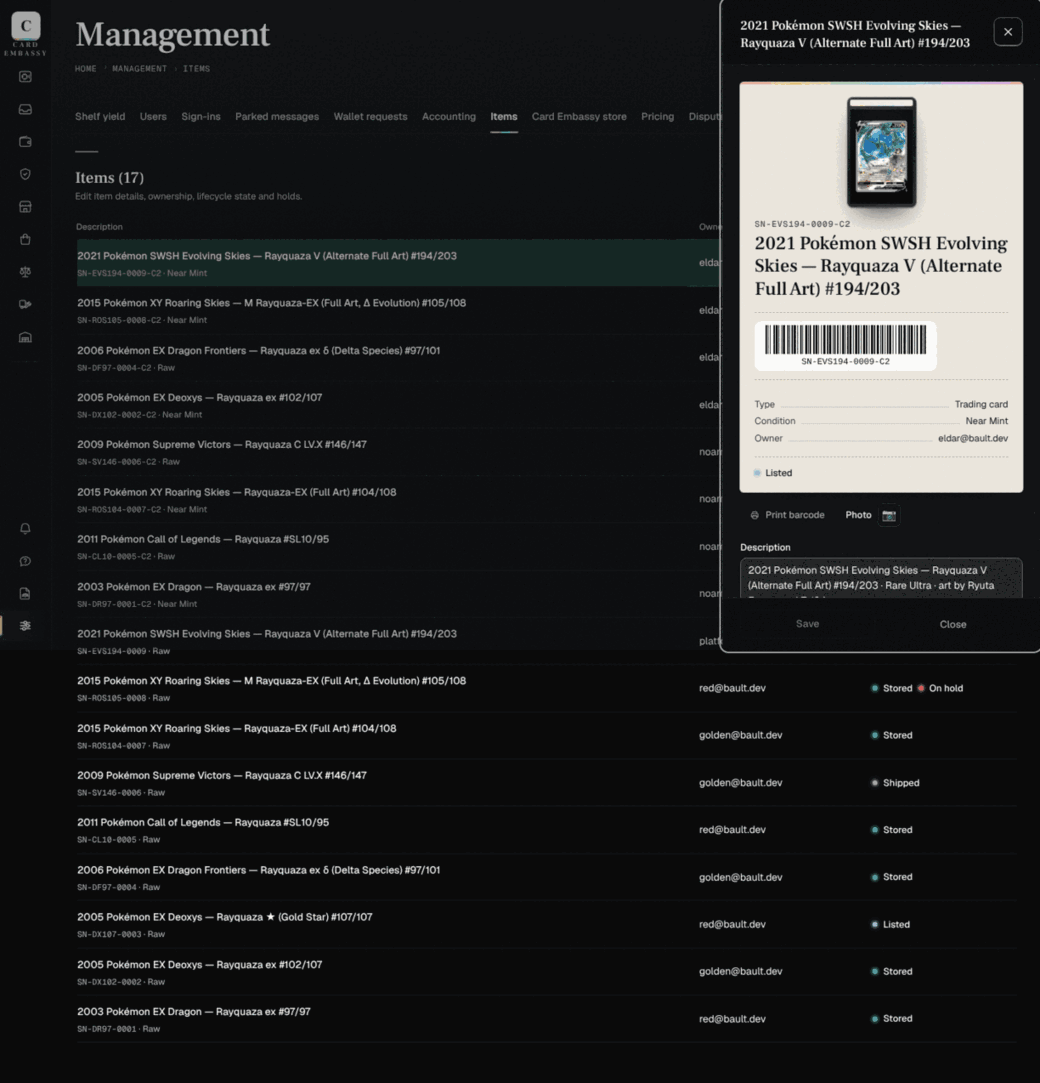 C
CARD
EMBASSY
Management
HOME › MANAGEMENT › ITEMS
Shelf yield Users Sign-ins Parked messages Wallet requests Accounting Items Card Embassy store Pricing
Items (17)
Edit item details, ownership, lifecycle state and holds.
Description
2021 Pokémon SWSH Evolving Skies — Rayquaza V (Alternate Full Art) #194/203
SN-EVS194-0009-C2 · Near Mint
2015 Pokémon XY Roaring Skies — M Rayquaza-EX (Full Art, Δ Evolution) #105/108
SN-ROS105-0008-C2 · Near Mint
2006 Pokémon EX Dragon Frontiers — Rayquaza ex δ (Delta Species) #97/101
SN-DF97-0004-C2 · Raw
2005 Pokémon EX Deoxys — Rayquaza ex #102/107
SN-DX102-0002-C2 · Near Mint
2009 Pokémon Supreme Victors — Rayquaza C LV.X #146/147
SN-SV146-0006-C2 · Raw
2015 Pokémon XY Roaring Skies — Rayquaza-EX (Full Art) #104/108
SN-ROS104-0007-C2 · Near Mint
2011 Pokémon Call of Legends — Rayquaza #SL10/95
SN-CL10-0005-C2 · Raw
2003 Pokémon EX Dragon — Rayquaza ex #97/97
SN-DR97-0001-C2 · Near Mint
2021 Pokémon SWSH Evolving Skies — Rayquaza V (Alternate Full Art) #194/203
SN-EVS194-0009 · Raw
2015 Pokémon XY Roaring Skies — M Rayquaza-EX (Full Art, Δ Evolution) #105/108
SN-ROS105-0008 · Raw
red@bault.dev
Stored On hold
2015 Pokémon XY Roaring Skies — Rayquaza-EX (Full Art) #104/108
SN-ROS104-0007 · Raw
golden@bault.dev
Stored
2009 Pokémon Supreme Victors — Rayquaza C LV.X #146/147
SN-SV146-0006 · Raw
golden@bault.dev
Shipped
2011 Pokémon Call of Legends — Rayquaza #SL10/95
SN-CL10-0005 · Raw
red@bault.dev
Stored
2006 Pokémon EX Dragon Frontiers — Rayquaza ex δ (Delta Species) #97/101
SN-DF97-0004 · Raw
golden@bault.dev
Stored
2005 Pokémon EX Deoxys — Rayquaza ★ (Gold Star) #107/107
SN-DX107-0003 · Raw
red@bault.dev
Listed
2005 Pokémon EX Deoxys — Rayquaza ex #102/107
SN-DX102-0002 · Raw
golden@bault.dev
Stored
2003 Pokémon EX Dragon — Rayquaza ex #97/97
SN-DR97-0001 · Raw
red@bault.dev
Stored
2021 Pokémon SWSH Evolving Skies —
Rayquaza V (Alternate Full Art) #194/203
SN-EVS194-0009-C2
2021 Pokémon SWSH Evolving
Skies — Rayquaza V (Alternate
Full Art) #194/203
SN-EVS194-0009-C2
Type Trading card
Condition Near Mint
Owner eldar@bault.dev
Listed
Print barcode Photo
Description
2021 Pokémon SWSH Evolving Skies — Rayquaza V
(Alternate Full Art) #194/203 · Rare Ultra · art by Ryuta
Save Close